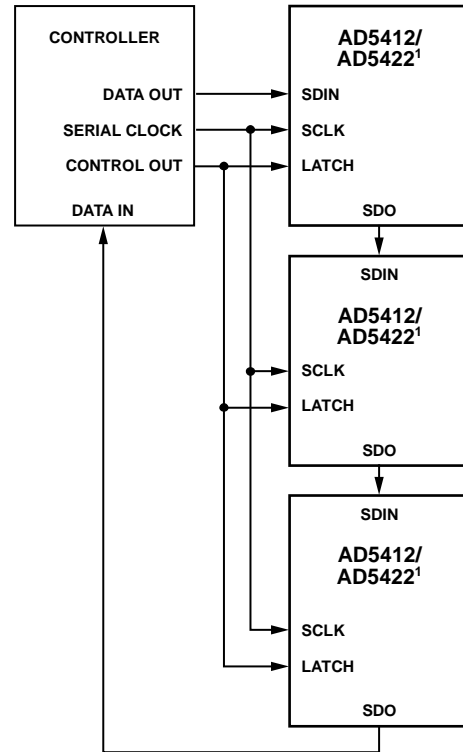 CONTROLLER
DATA OUT
SERIAL CLOCK
CONTROL OUT
DATA IN
AD5412/
AD5422¹
SDIN
SCLK
LATCH
SDO
SDIN
AD5412/
AD5422¹
SCLK
LATCH
SDO
SDIN
AD5412/
AD5422¹
SCLK
LATCH
SDO